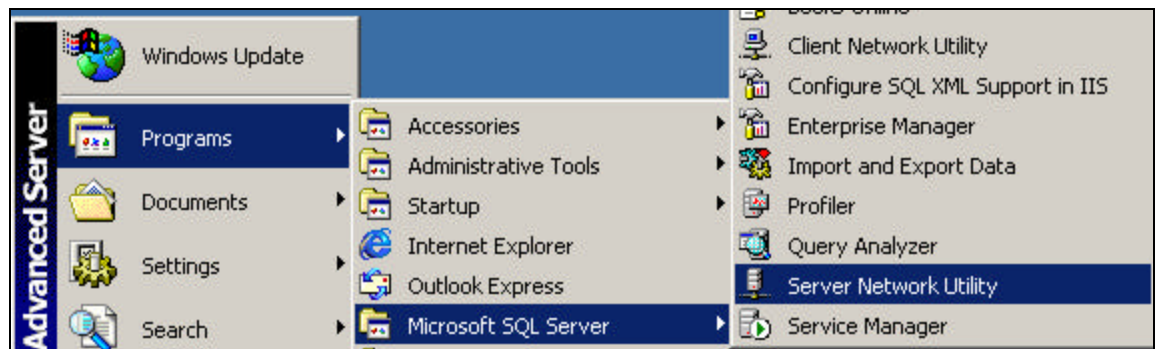 Advanced Server
Windows Update
Programs
Documents
Settings
Search
Accessories
Administrative Tools
Startup
Internet Explorer
Outlook Express
Microsoft SQL Server
Books Online
Client Network Utility
Configure SQL XML Support in IIS
Enterprise Manager
Import and Export Data
Profiler
Query Analyzer
Server Network Utility
Service Manager